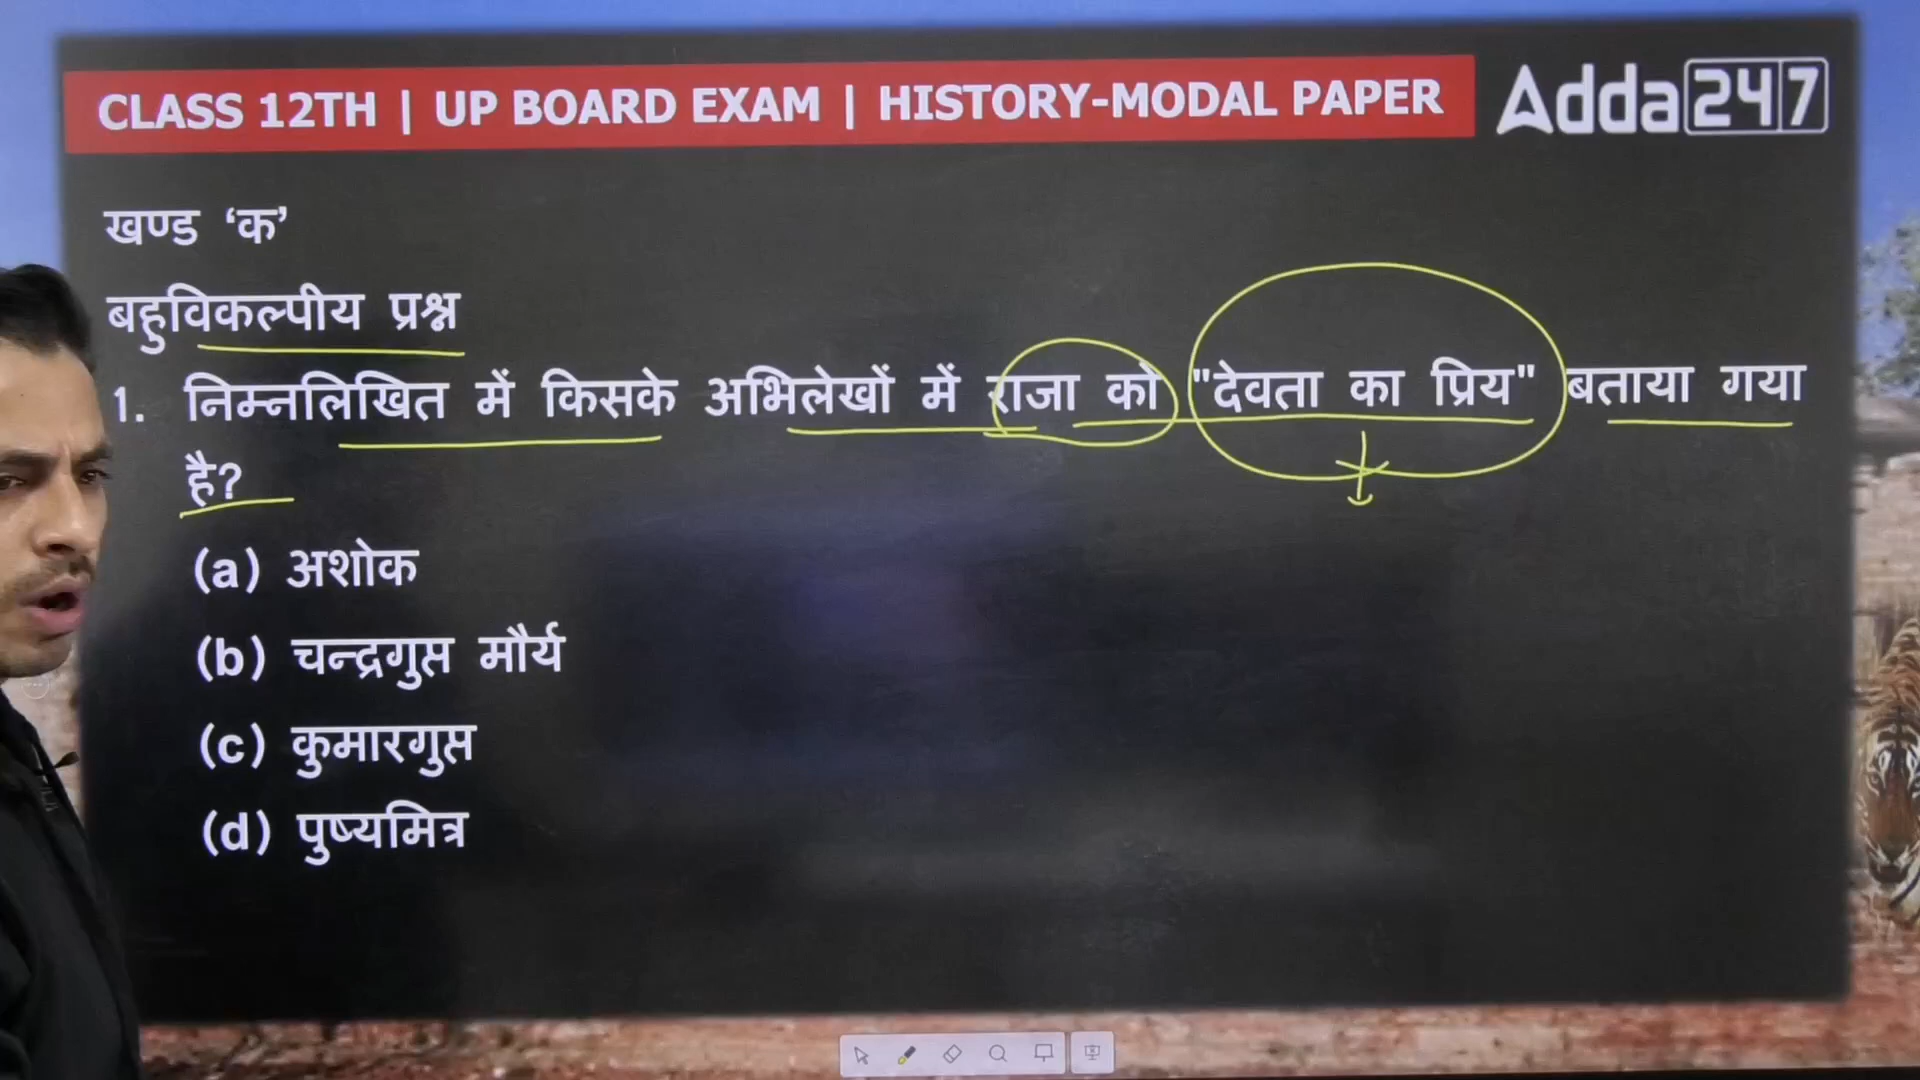 CLASS 12TH | UP BOARD EXAM | HISTORY-MODAL PAPER
Adda247
खण्ड ‘क’
बहुविकल्पीय प्रश्न
1. निम्नलिखित में किसके अभिलेखों में राजा को "देवता का प्रिय" बताया गया
है?
(a) अशोक
(b) चन्द्रगुप्त मौर्य
(c) कुमारगुप्त
(d) पुष्यमित्र